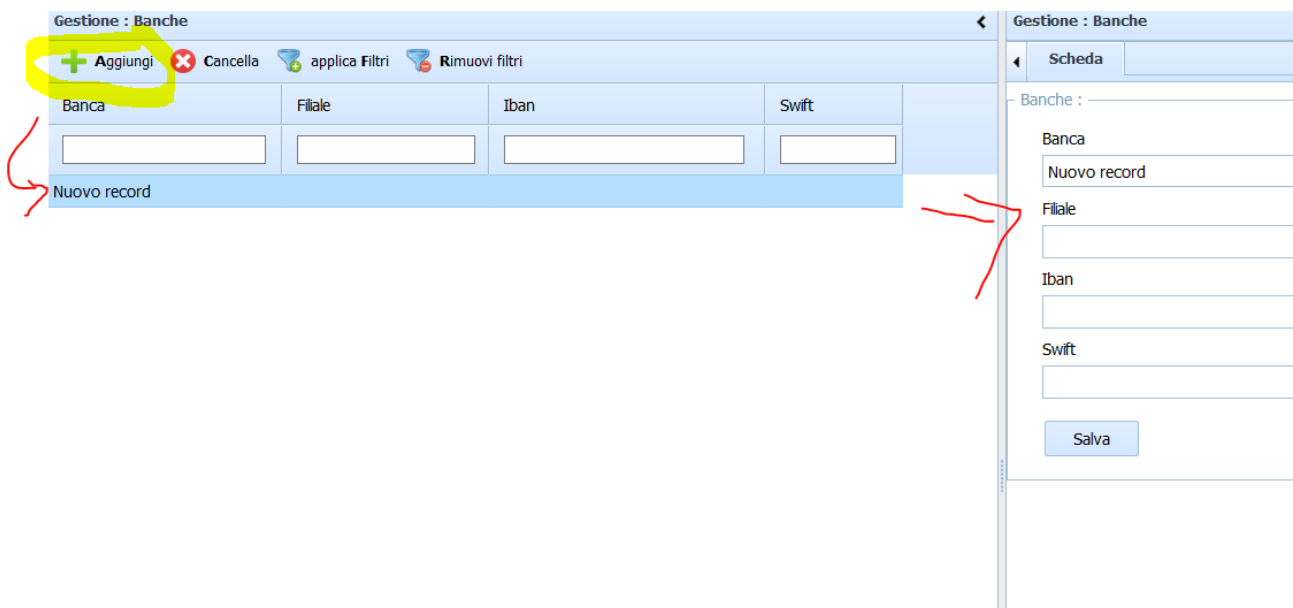 Gestione : Banche
Aggiungi Cancella applica Filtri Rimuovi filtri
Banca Filiale Iban Swift
Nuovo record
Gestione : Banche
Scheda
Banche :
Banca
Nuovo record
Filiale
Iban
Swift
Salva